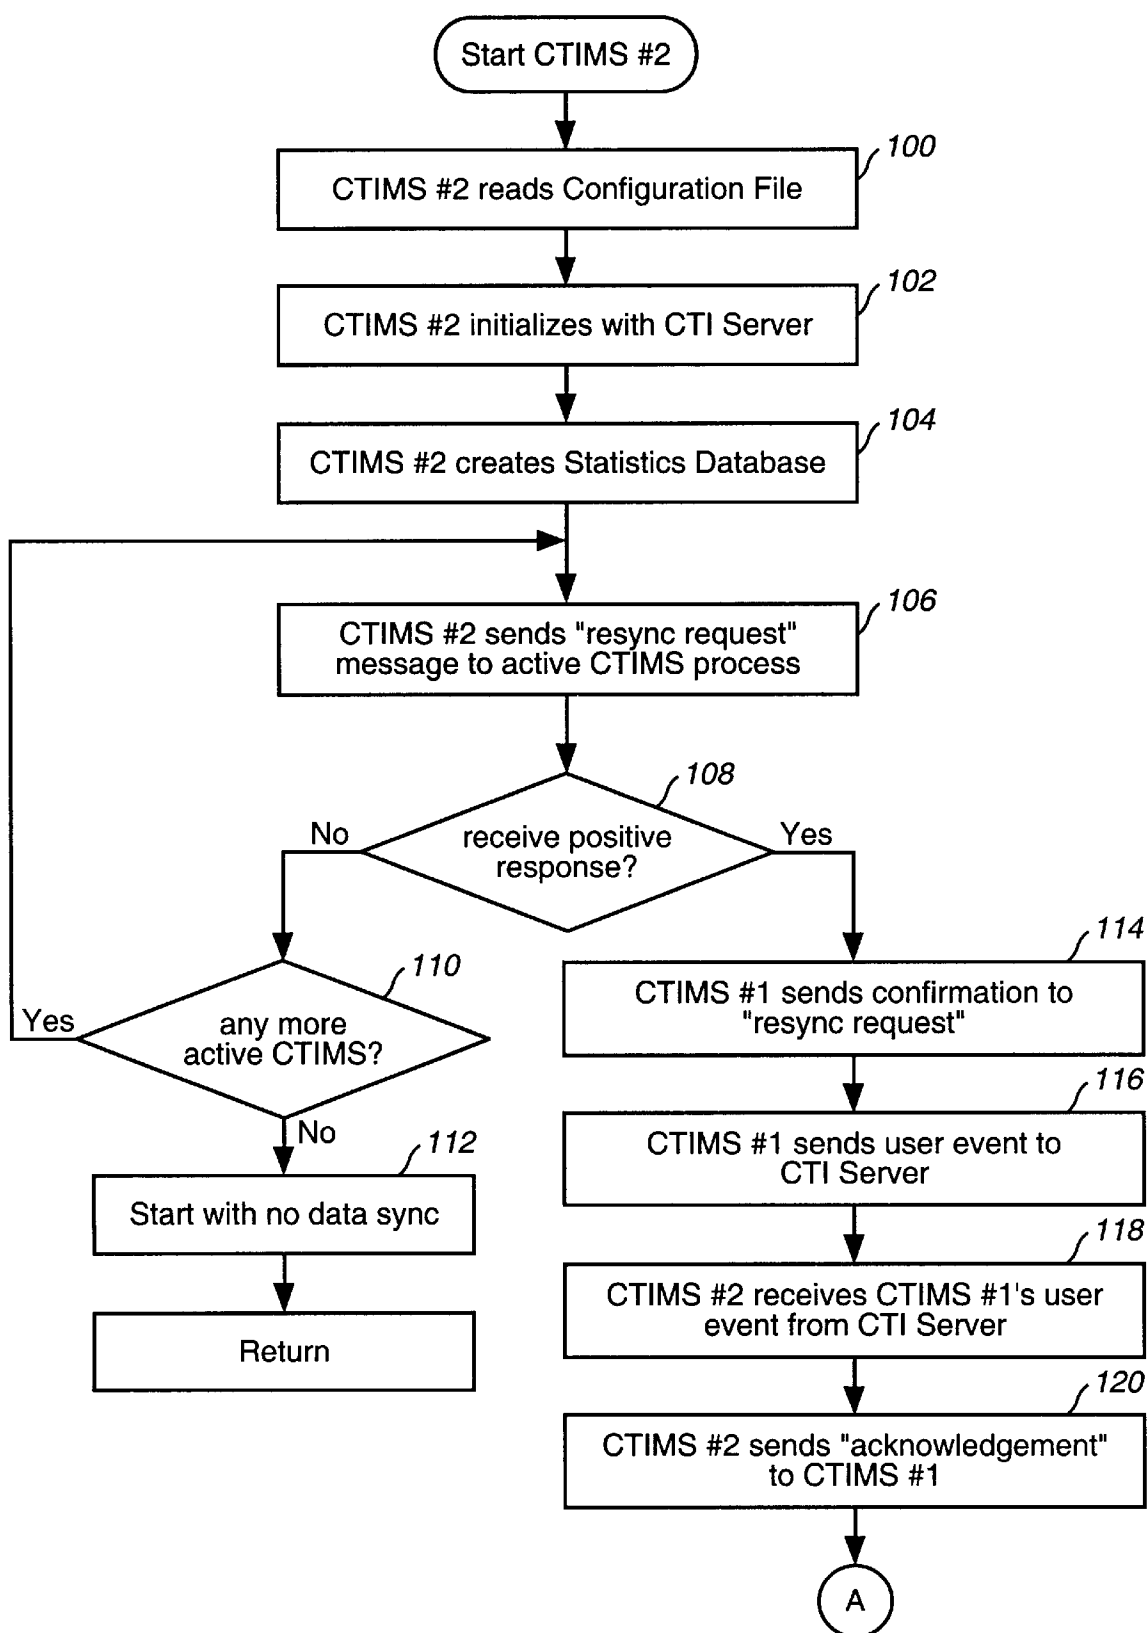 Start CTIMS #2
100
CTIMS #2 reads Configuration File
102
CTIMS #2 initializes with CTI Server
104
CTIMS #2 creates Statistics Database
106
CTIMS #2 sends "resync request"
message to active CTIMS process
108
receive positive
response?
No
Yes
110
any more
active CTIMS?
Yes
No
112
Start with no data sync
Return
114
CTIMS #1 sends confirmation to
"resync request"
116
CTIMS #1 sends user event to
CTI Server
118
CTIMS #2 receives CTIMS #1's user
event from CTI Server
120
CTIMS #2 sends "acknowledgement"
to CTIMS #1
A